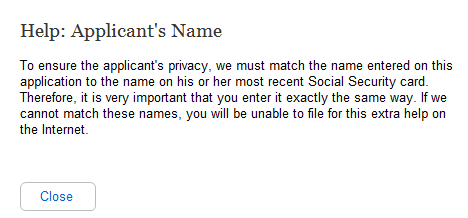 Help: Applicant's Name
To ensure the applicant's privacy, we must match the name entered on this
application to the name on his or her most recent Social Security card.
Therefore, it is very important that you enter it exactly the same way. If we
cannot match these names, you will be unable to file for this extra help on
the Internet.
Close